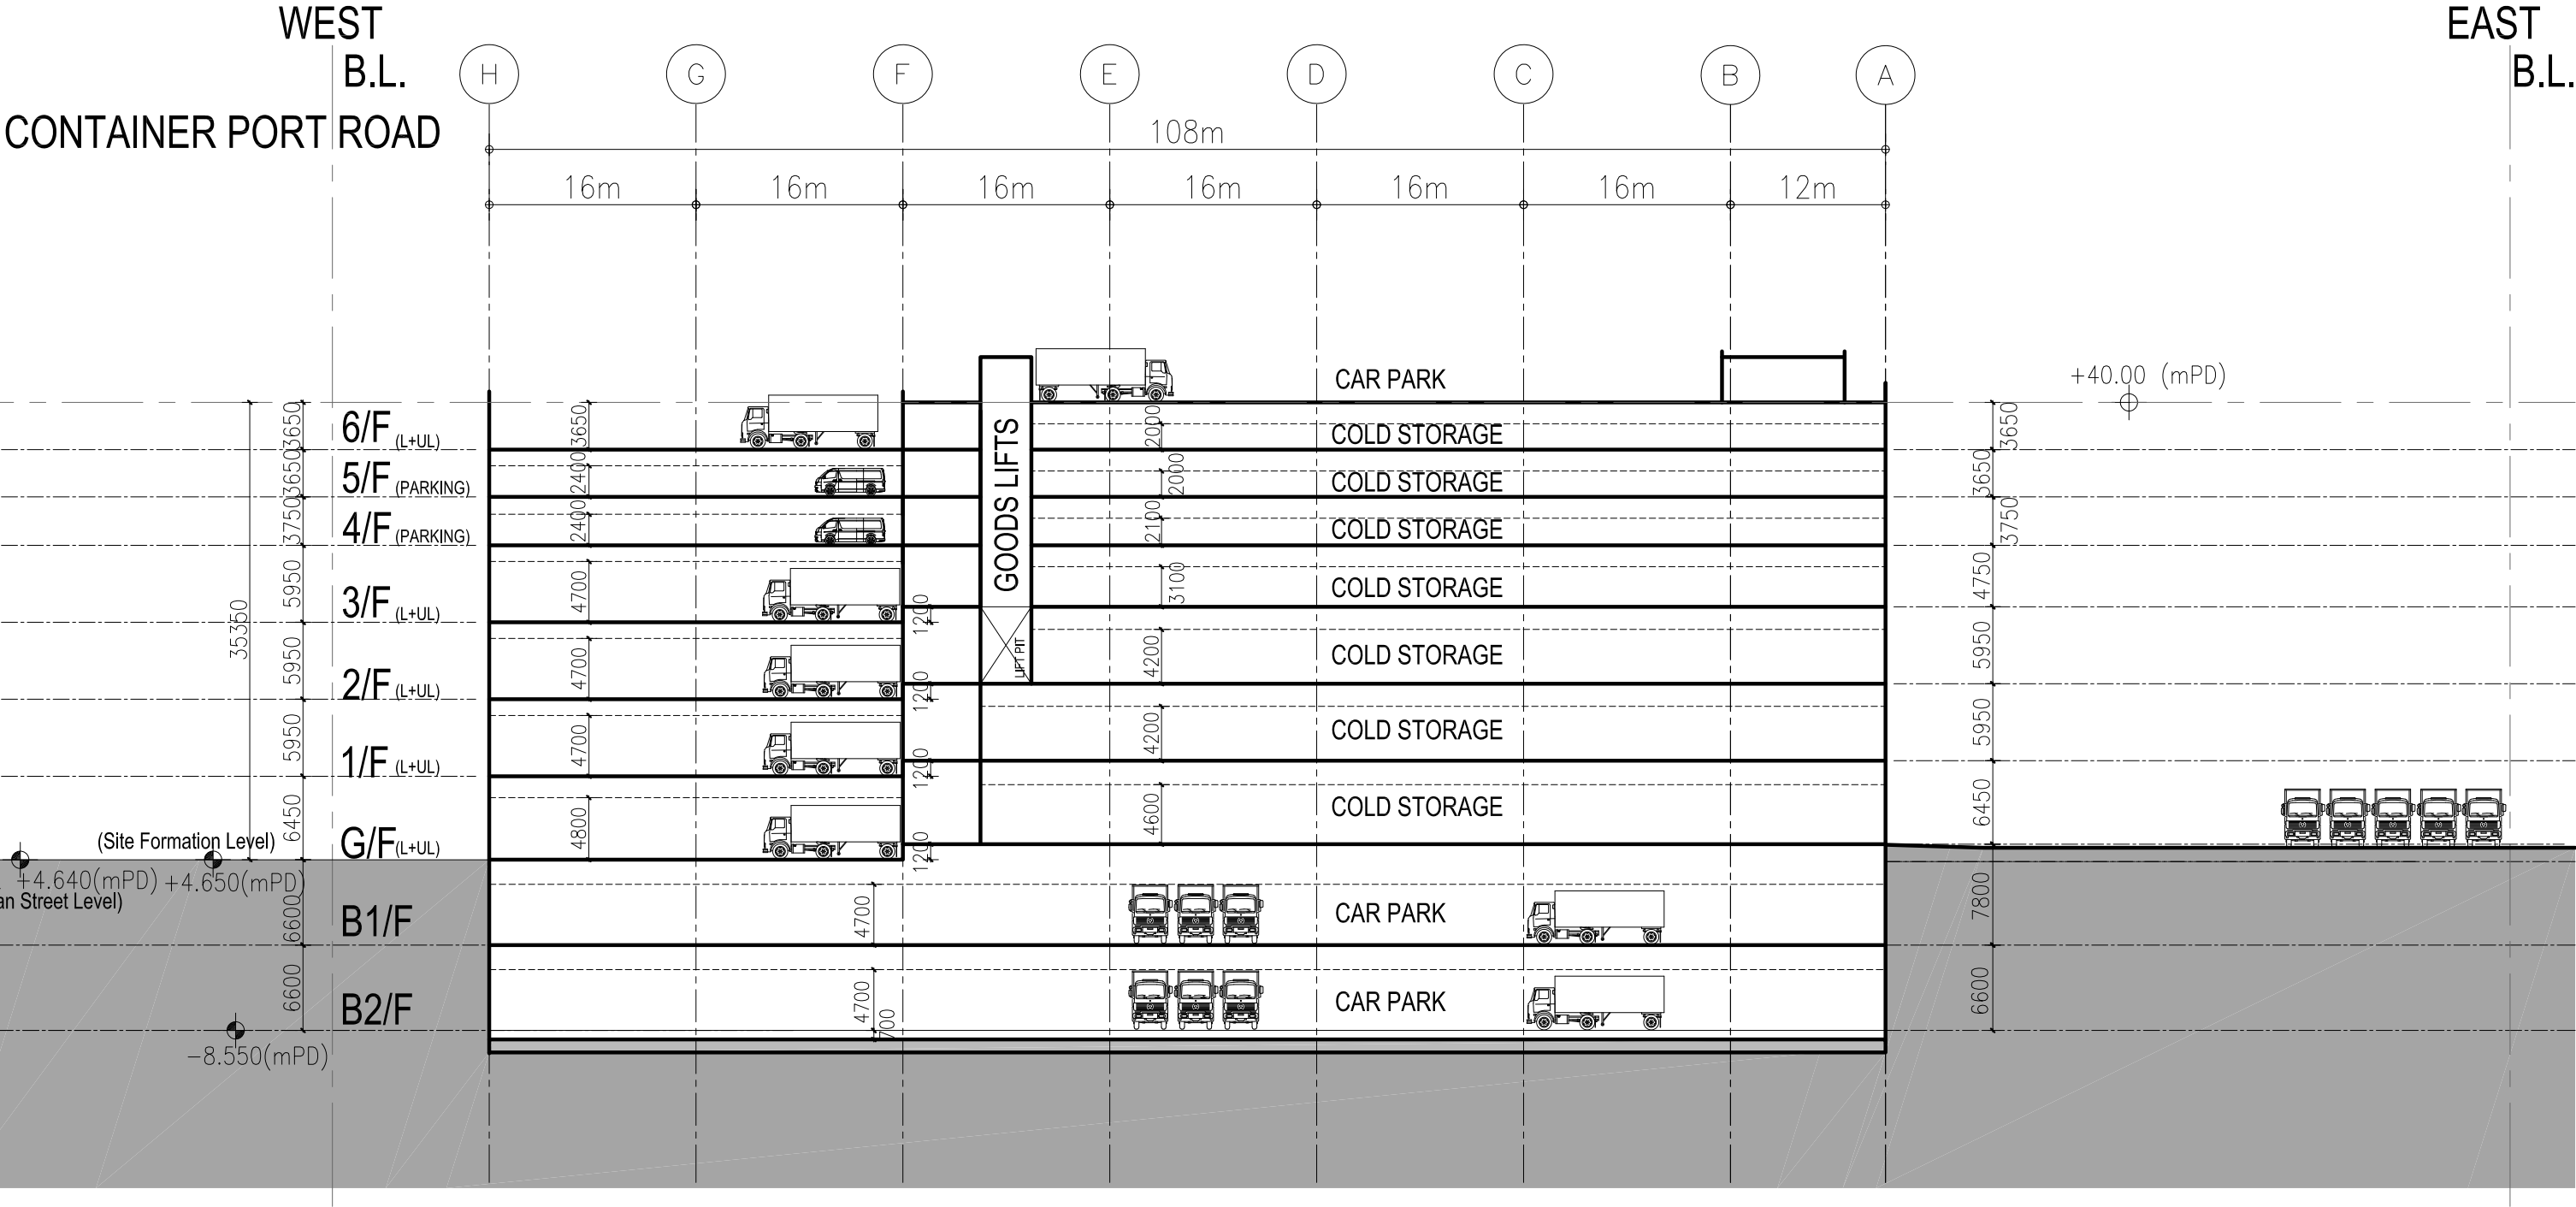 WEST
EAST
B.L.
B.L.
H G F E D C B A
CONTAINER PORT ROAD
108m
16m 16m 16m 16m 16m 16m 12m
CAR PARK
+40.00 (mPD)
6/F (L+UL)
3650 3650 2000 3650
COLD STORAGE
5/F (PARKING)
3650 2400 2000 3650
COLD STORAGE
4/F (PARKING)
3750 2400 2100 3750
COLD STORAGE
GOODS LIFTS
3/F (L+UL)
5950 4700 1200 3100 4750
COLD STORAGE
35350
LIFT PIT
2/F (L+UL)
5950 4700 1200 4200 5950
COLD STORAGE
1/F (L+UL)
5950 4700 1200 4200 5950
COLD STORAGE
G/F (L+UL)
6450 4800 1200 4600 6450
COLD STORAGE
(Site Formation Level)
+4.640(mPD) +4.650(mPD)
an Street Level)
B1/F
6600 4700 7800
CAR PARK
B2/F
6600 4700 700 6600
CAR PARK
-8.550(mPD)